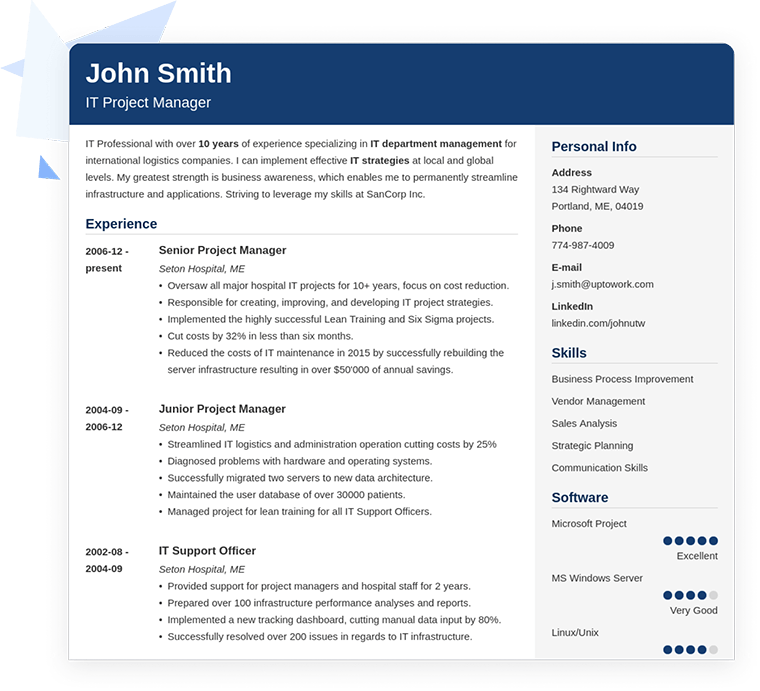 John Smith
IT Project Manager
IT Professional with over 10 years of experience specializing in IT department management for
international logistics companies. I can implement effective IT strategies at local and global
levels. My greatest strength is business awareness, which enables me to permanently streamline
infrastructure and applications. Striving to leverage my skills at SanCorp Inc.
Experience
2006-12 -
present
Senior Project Manager
Seton Hospital, ME
• Oversaw all major hospital IT projects for 10+ years, focus on cost reduction.
• Responsible for creating, improving, and developing IT project strategies.
• Implemented the highly successful Lean Training and Six Sigma projects.
• Cut costs by 32% in less than six months.
• Reduced the costs of IT maintenance in 2015 by successfully rebuilding the
server infrastructure resulting in over $50'000 of annual savings.
2004-09 -
2006-12
Junior Project Manager
Seton Hospital, ME
• Streamlined IT logistics and administration operation cutting costs by 25%
• Diagnosed problems with hardware and operating systems.
• Successfully migrated two servers to new data architecture.
• Maintained the user database of over 30000 patients.
• Managed project for lean training for all IT Support Officers.
2002-08 -
2004-09
IT Support Officer
Seton Hospital, ME
• Provided support for project managers and hospital staff for 2 years.
• Prepared over 100 infrastructure performance analyses and reports.
• Implemented a new tracking dashboard, cutting manual data input by 80%.
• Successfully resolved over 200 issues in regards to IT infrastructure.
Personal Info
Address
134 Rightward Way
Portland, ME, 04019
Phone
774-987-4009
E-mail
j.smith@uptowork.com
LinkedIn
linkedin.com/johnutw
Skills
Business Process Improvement
Vendor Management
Sales Analysis
Strategic Planning
Communication Skills
Software
Microsoft Project
Excellent
MS Windows Server
Very Good
Linux/Unix